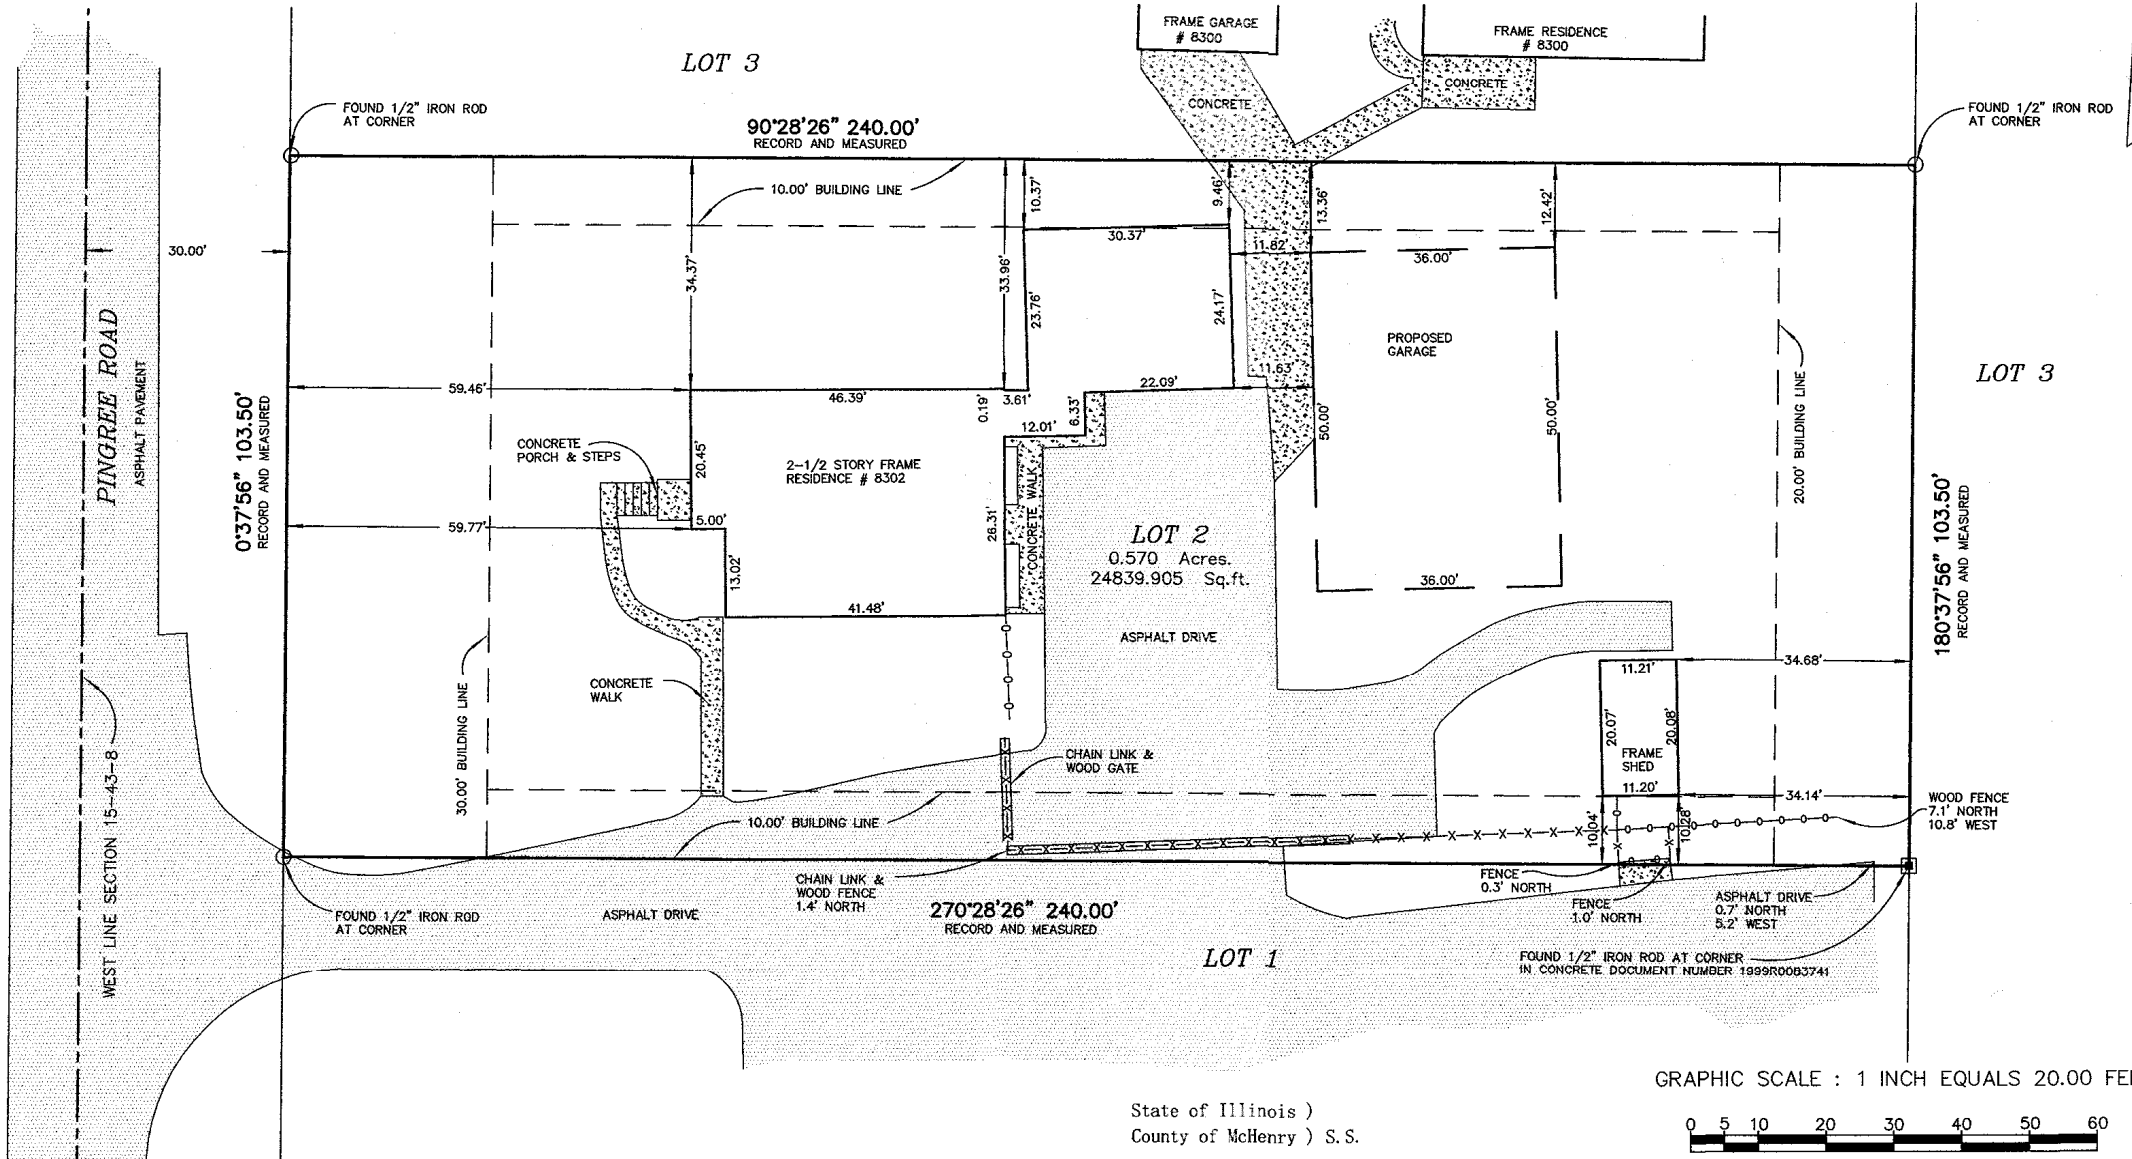 FRAME GARAGE
# 8300
FRAME RESIDENCE
# 8300
LOT 3
CONCRETE
CONCRETE
FOUND 1/2" IRON ROD
AT CORNER
FOUND 1/2" IRON ROD
AT CORNER
90°28'26" 240.00'
RECORD AND MEASURED
10.00' BUILDING LINE
10.37'
9.46'
13.36'
12.42'
30.00'
34.37'
33.96'
30.37'
11.82'
36.00'
23.76'
24.17'
PINGREE ROAD
ASPHALT PAVEMENT
PROPOSED
GARAGE
20.00' BUILDING LINE
LOT 3
59.46'
46.39'
0.19'
3.61'
22.09'
11.63'
6.33'
12.01'
50.00'
50.00'
0°37'56" 103.50'
RECORD AND MEASURED
CONCRETE
PORCH & STEPS
20.45'
2-1/2 STORY FRAME
RESIDENCE # 8302
CONCRETE WALK
59.77'
5.00'
26.31'
LOT 2
0.570 Acres.
24839.905 Sq.ft.
180°37'56" 103.50'
RECORD AND MEASURED
13.02'
41.48'
36.00'
ASPHALT DRIVE
11.21'
34.68'
CONCRETE
WALK
30.00' BUILDING LINE
20.07'
20.08'
FRAME
SHED
CHAIN LINK &
WOOD GATE
11.20'
34.14'
WOOD FENCE
7.1' NORTH
10.8' WEST
10.00' BUILDING LINE
10.04'
10.28'
WEST LINE SECTION 15-43-8
CHAIN LINK &
WOOD FENCE
1.4' NORTH
FENCE
0.3' NORTH
FENCE
1.0' NORTH
ASPHALT DRIVE
0.7' NORTH
5.2' WEST
FOUND 1/2" IRON ROD
AT CORNER
ASPHALT DRIVE
270°28'26" 240.00'
RECORD AND MEASURED
LOT 1
FOUND 1/2" IRON ROD AT CORNER
IN CONCRETE DOCUMENT NUMBER 1999R0083741
GRAPHIC SCALE : 1 INCH EQUALS 20.00
State of Illinois )
County of McHenry ) S.S.
0 5 10 20 30 40 50 60